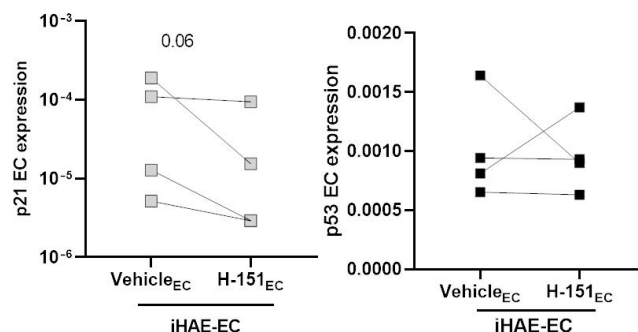 p21 EC expression
10⁻³
10⁻⁴
10⁻⁵
10⁻⁶
0.06
Vehicle_EC H-151_EC
iHAE-EC
p53 EC expression
0.0020
0.0015
0.0010
0.0005
0.0000
Vehicle_EC H-151_EC
iHAE-EC